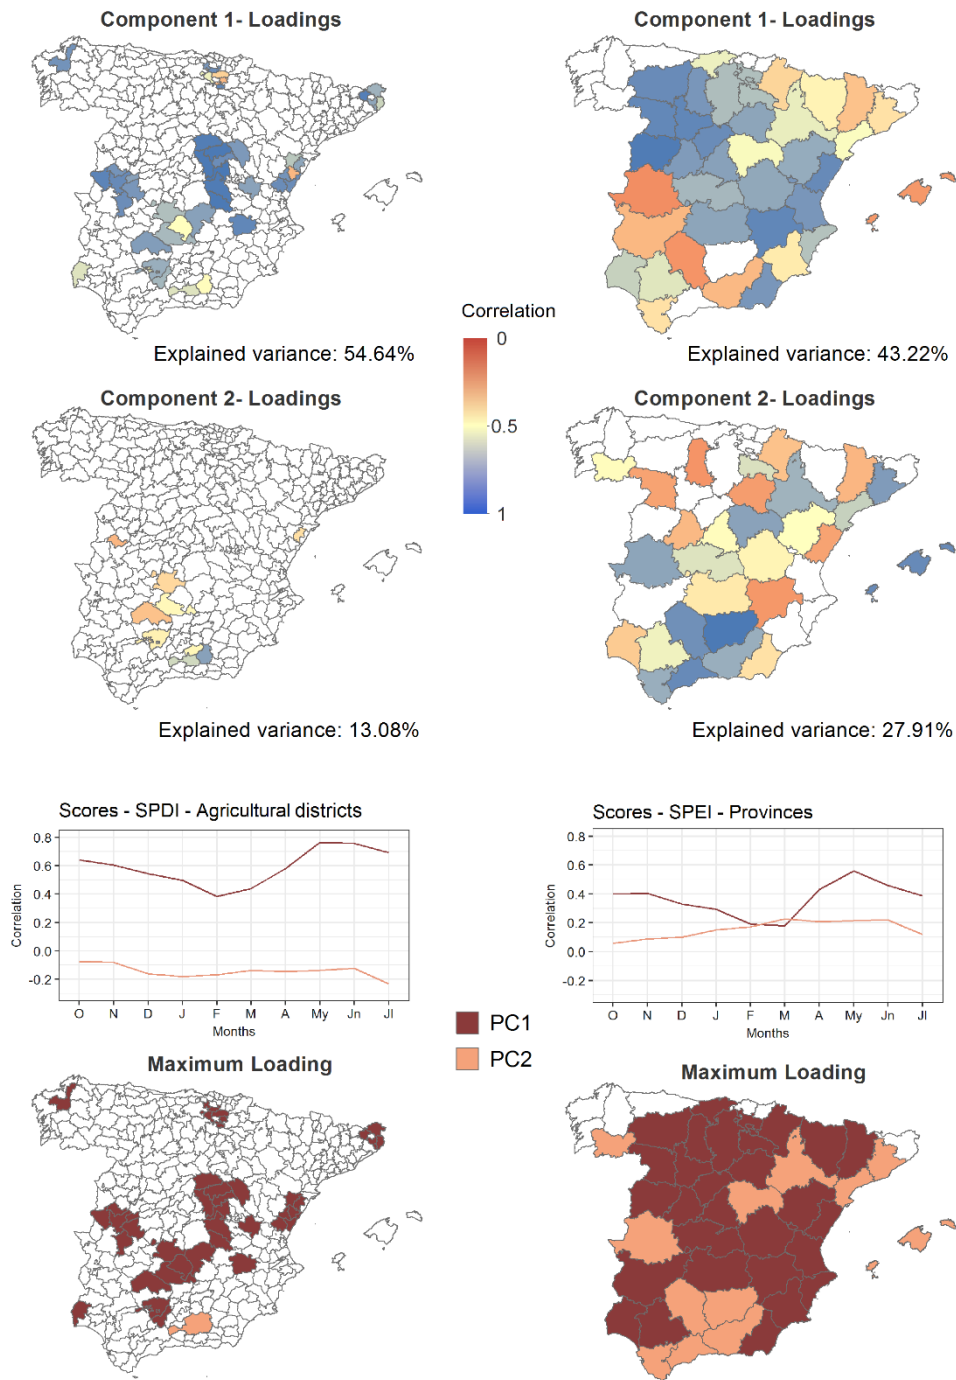 Component 1- Loadings
Component 1- Loadings
Explained variance: 54.64%
Explained variance: 43.22%
Correlation
0
0.5
1
Component 2- Loadings
Component 2- Loadings
Explained variance: 13.08%
Explained variance: 27.91%
Scores - SPDI - Agricultural districts
0.8
0.6
0.4
0.2
0.0
-0.2
Correlation
O N D J F M A My Jn Jl
Months
Scores - SPEI - Provinces
0.8
0.6
0.4
0.2
0.0
-0.2
Correlation
O N D J F M A My Jn Jl
Months
PC1
PC2
Maximum Loading
Maximum Loading